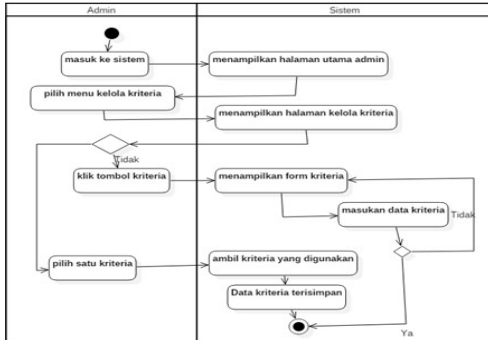 Admin
Sistem
masuk ke sistem
menampilkan halaman utama admin
pilih menu kelola kriteria
menampilkan halaman kelola kriteria
Tidak
klik tombol kriteria
menampilkan form kriteria
masukan data kriteria
Tidak
pilih satu kriteria
ambil kriteria yang digunakan
Data kriteria terisimpan
Ya